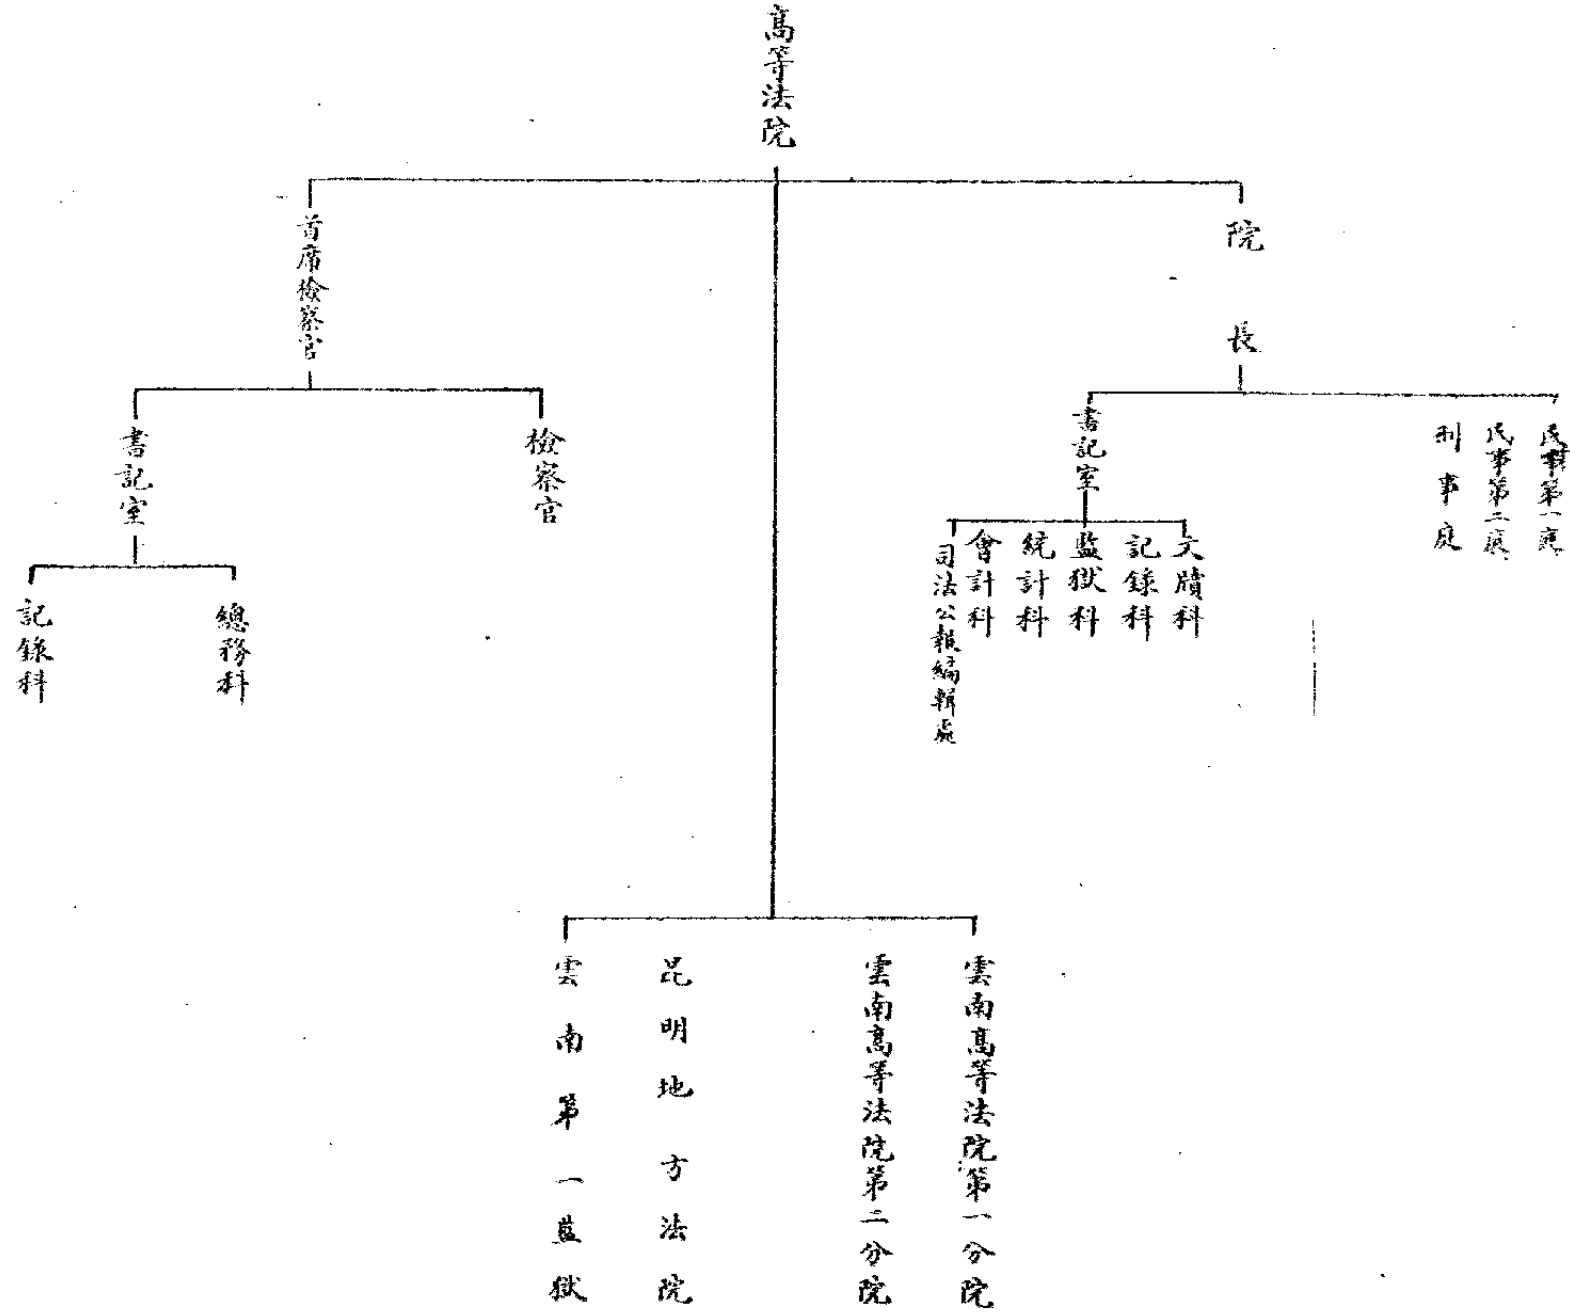 高等法院
院長
民事第一庭
民事第二庭
刑事庭
書記室
文牘科
記錄科
監獄科
統計科
會計科
司法公報編輯處
首席檢察官
檢察官
書記室
總務科
記錄科
雲南高等法院第一分院
雲南高等法院第二分院
昆明地方法院
雲南第一監獄